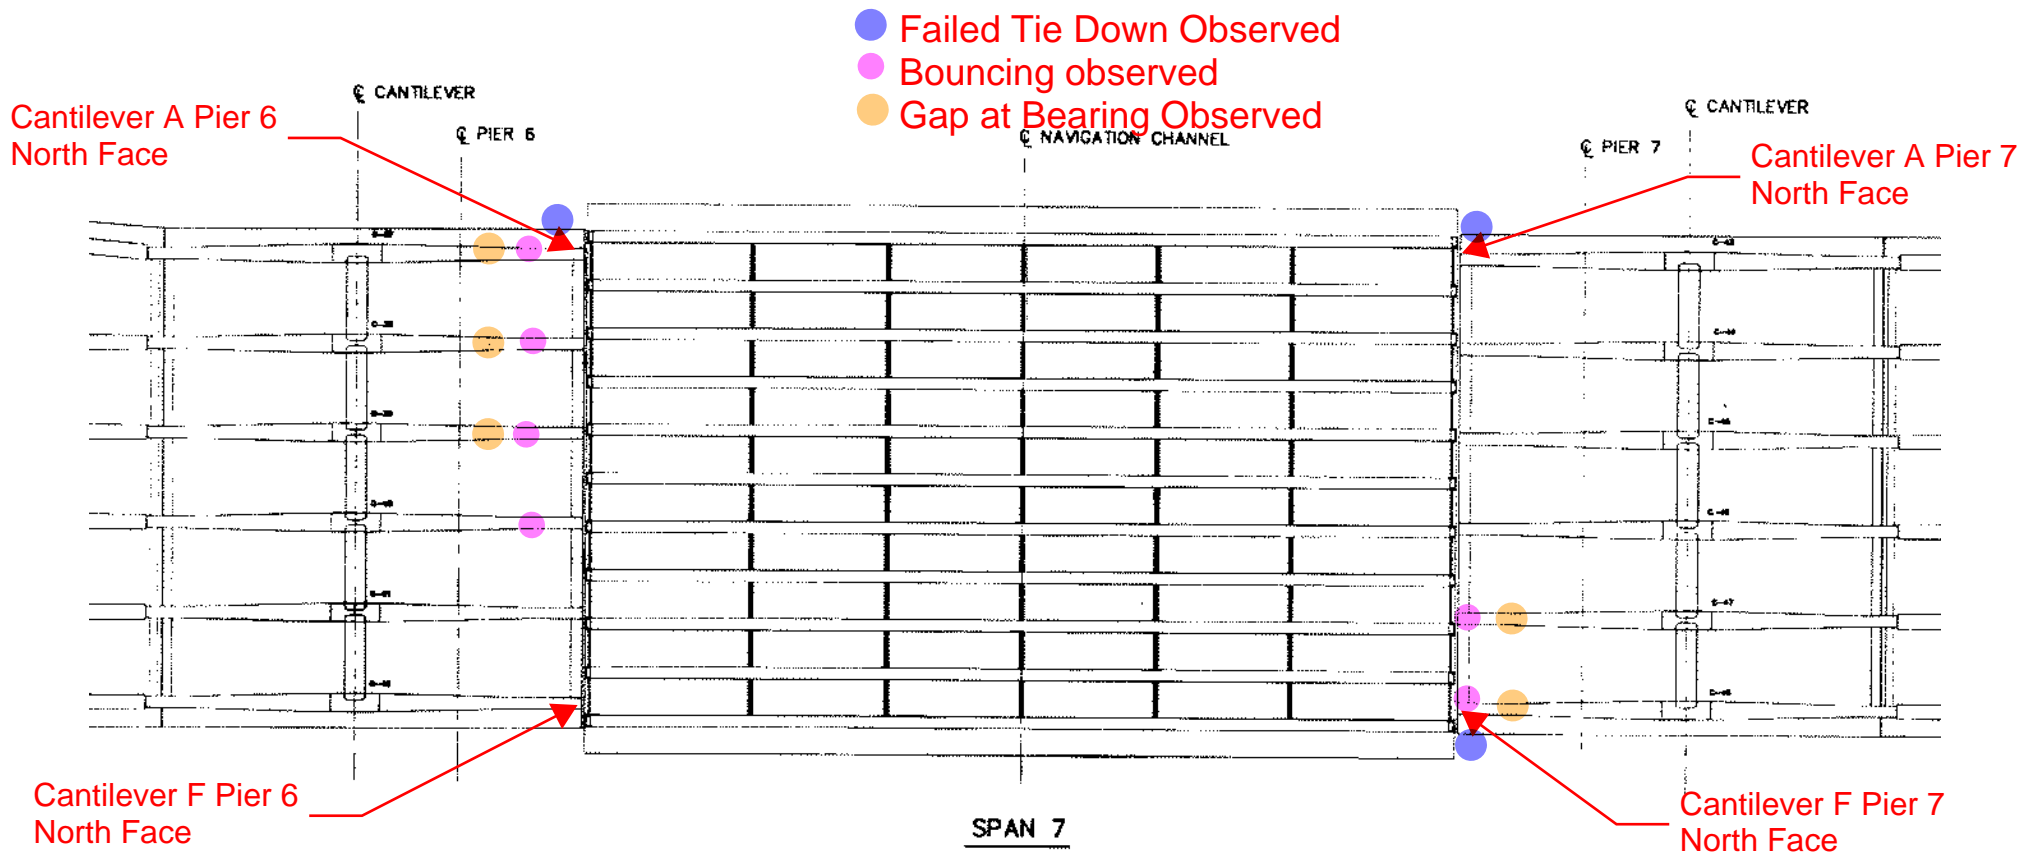 Failed Tie Down Observed
Bouncing observed
Gap at Bearing Observed
℄ CANTILEVER
℄ CANTILEVER
Cantilever A Pier 6
North Face
℄ PIER 6
℄ NAVIGATION CHANNEL
℄ PIER 7
Cantilever A Pier 7
North Face
Cantilever F Pier 6
North Face
Cantilever F Pier 7
North Face
SPAN 7